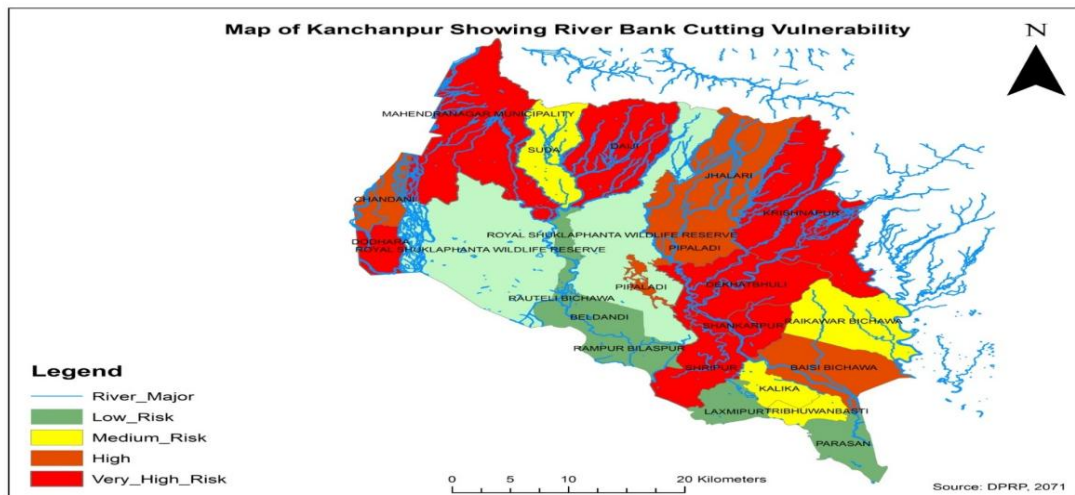 Map of Kanchanpur Showing River Bank Cutting Vulnerability
N
MAHENDRANAGAR MUNICIPALITY
SUDA
DAIJI
JHALARI
CHANDANI
KRISHNAPUR
ROYAL SHUKLAPHANTA WILDLIFE RESERVE
DODHARA
ROYAL SHUKLAPHANTA WILDLIFE RESERVE
PIPALADI
DEKHATBHULI
PIPALADI
RAUTELI BICHAWA
BELDANDI
SHANKARPUR
RAIKAWAR BICHAWA
RAMPUR BILASPUR
SHRIPUR
BAISI BICHAWA
KALIKA
LAXMIPUR
TRIBHUWANBASTI
PARASAN
Legend
River_Major
Low_Risk
Medium_Risk
High
Very_High_Risk
0 5 10 20 Kilometers
Source: DPRP, 2071